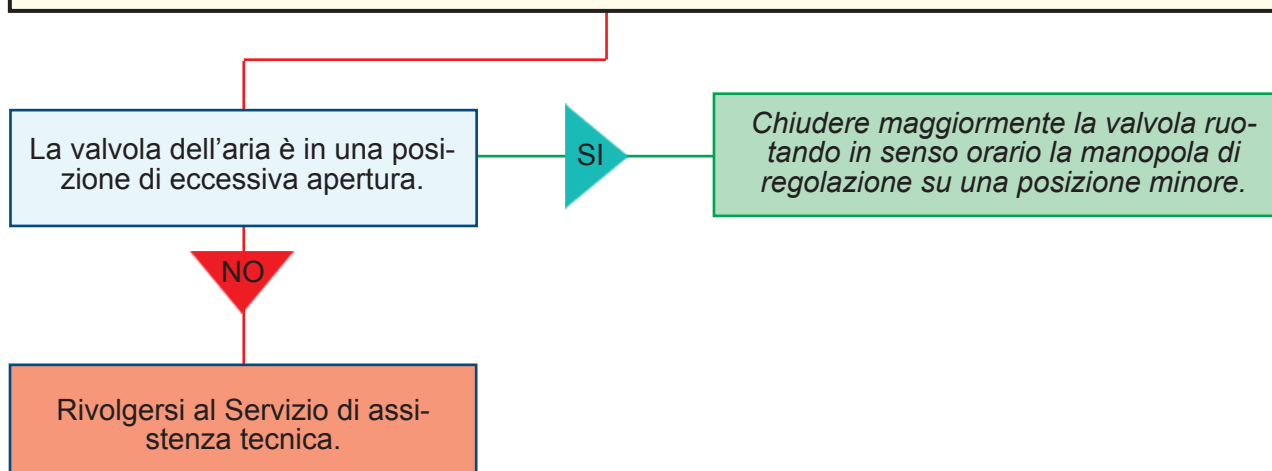 La valvola dell'aria è in una posi-
zione di eccessiva apertura.
SI
Chiudere maggiormente la valvola ruo-
tando in senso orario la manopola di
regolazione su una posizione minore.
NO
Rivolgersi al Servizio di assi-
stenza tecnica.